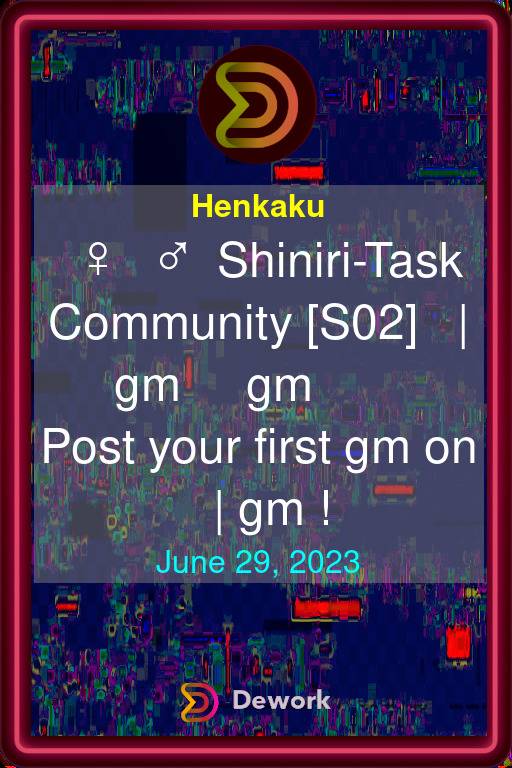 Henkaku
♀ ♂ Shiniri-Task
Community [S02] |
gm gm
Post your first gm on
| gm !
June 29, 2023
Dework